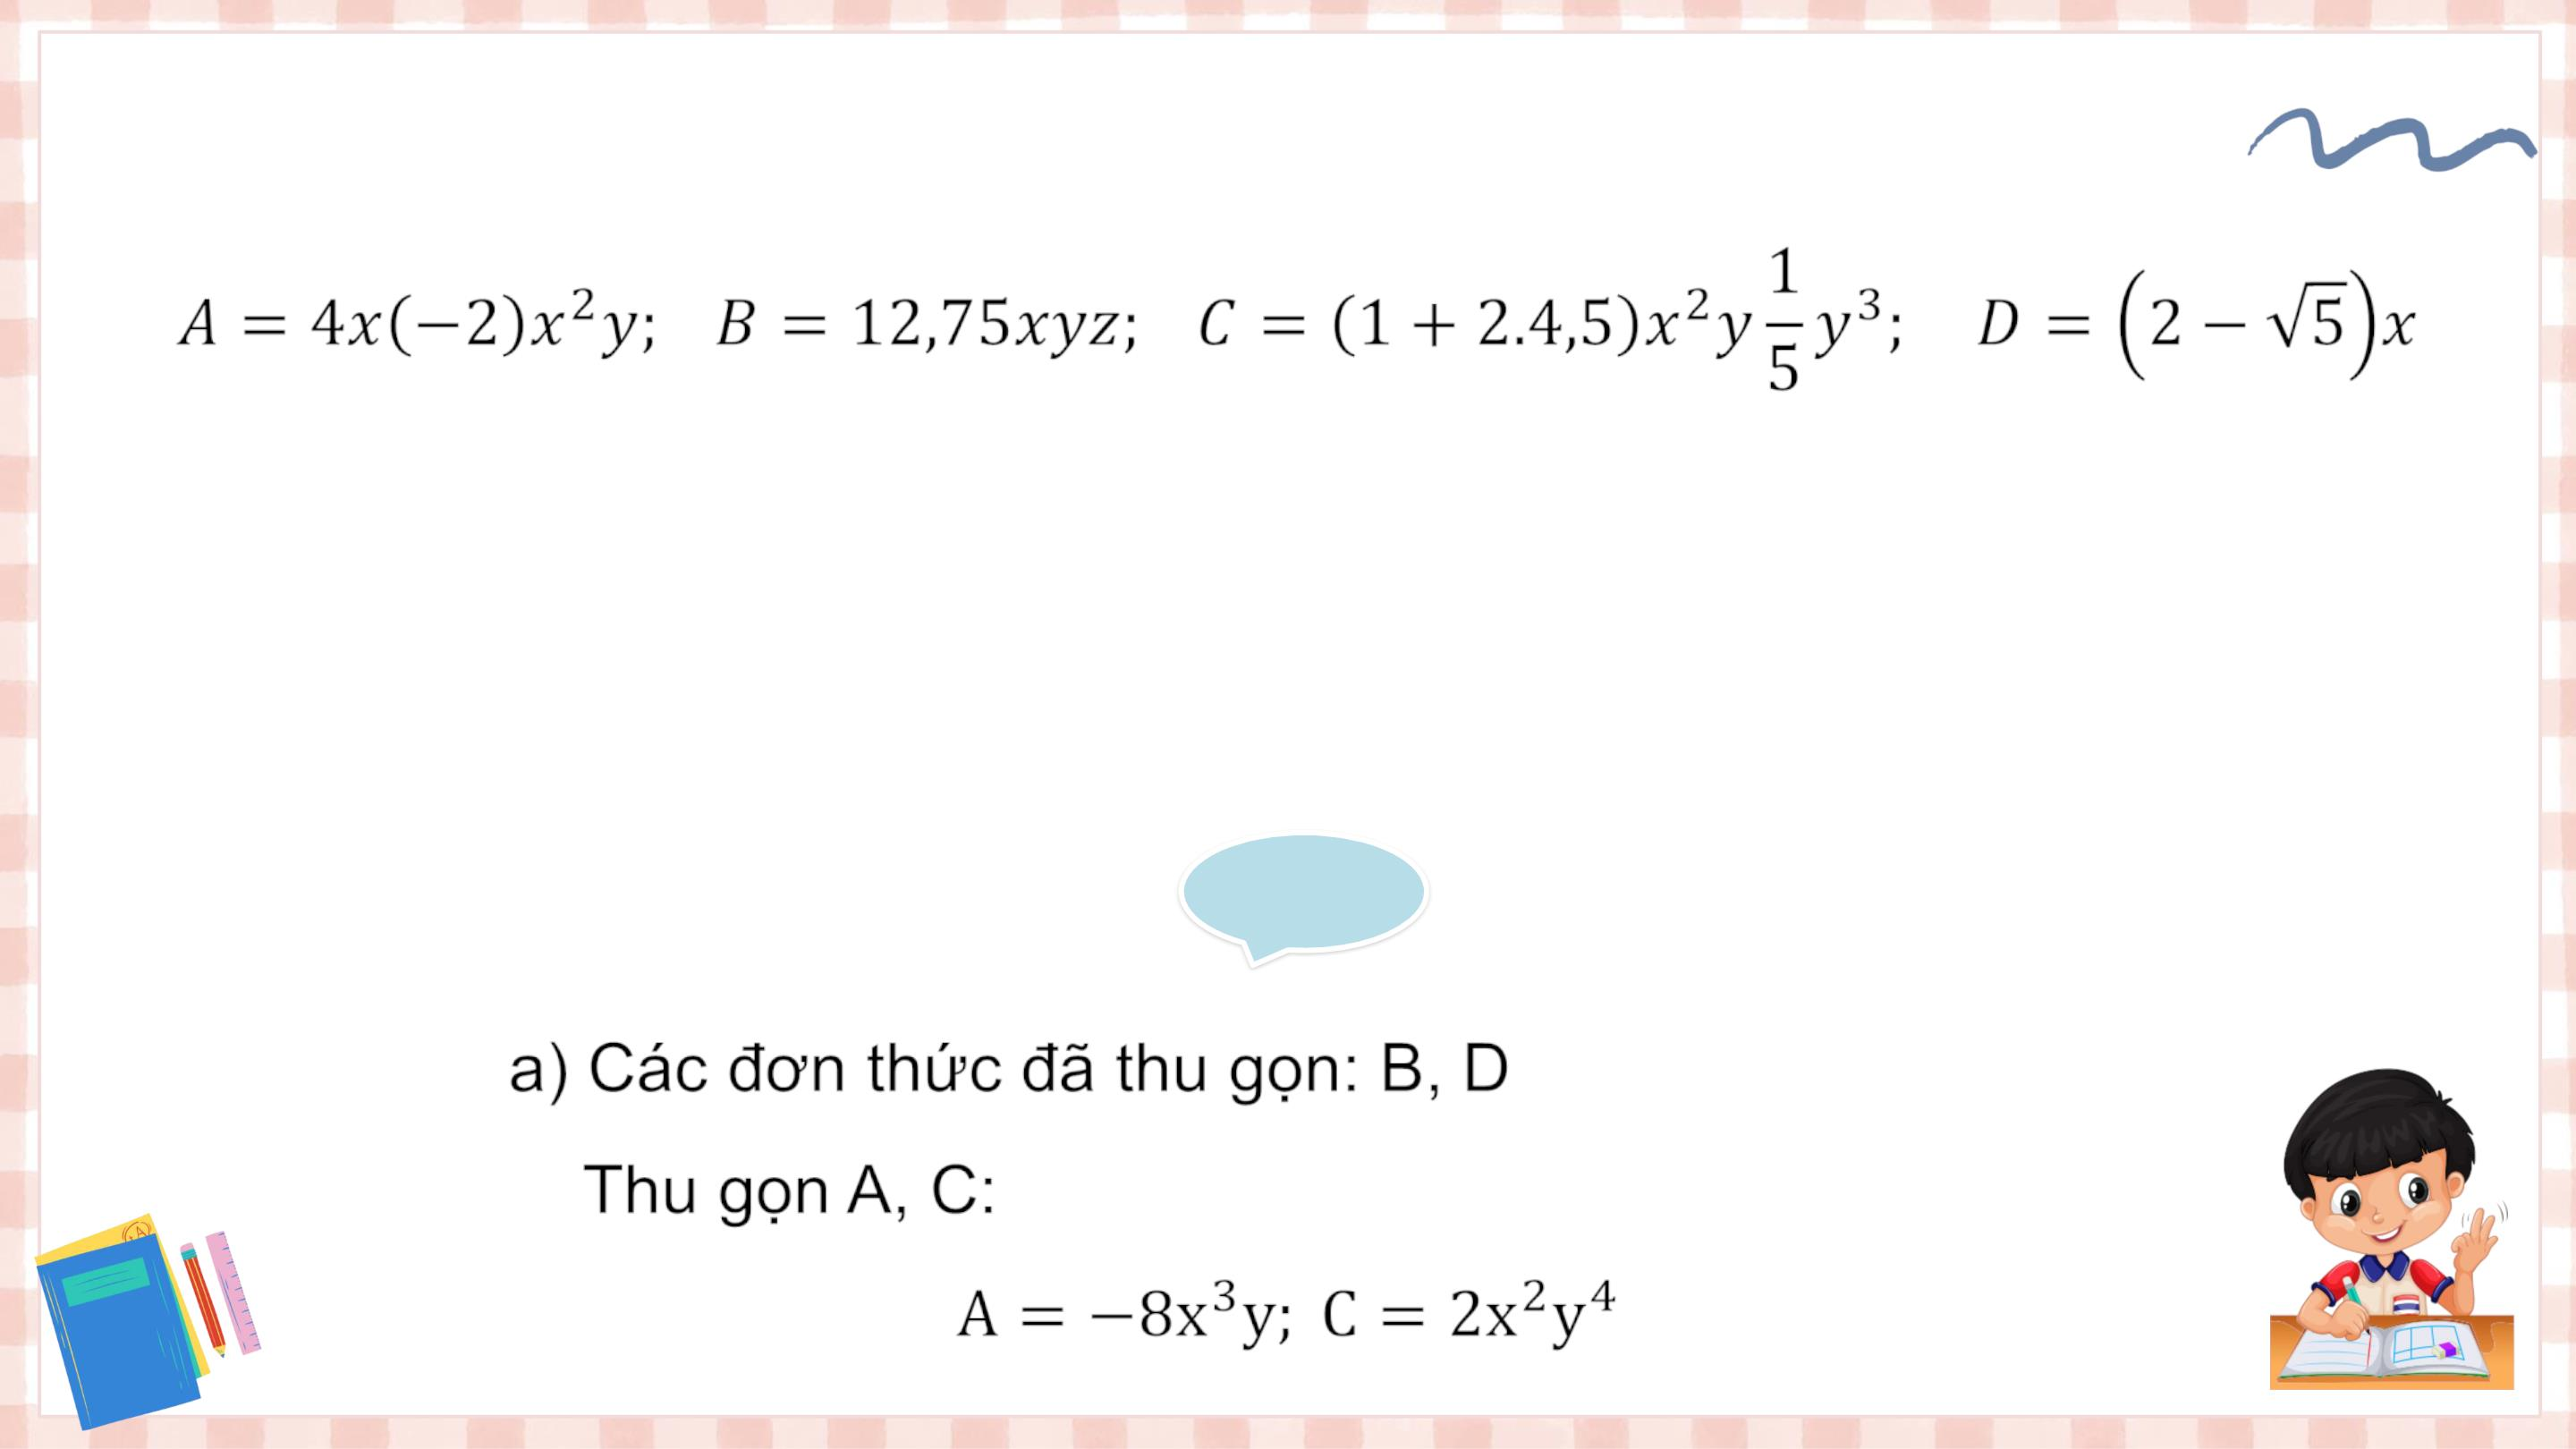 A = 4x(−2)x²y; B = 12,75xyz; C = (1 + 2.4,5)x²y 1/5 y³; D = (2 − √5)x
a) Các đơn thức đã thu gọn: B, D
Thu gọn A, C:
A = −8x³y; C = 2x²y⁴